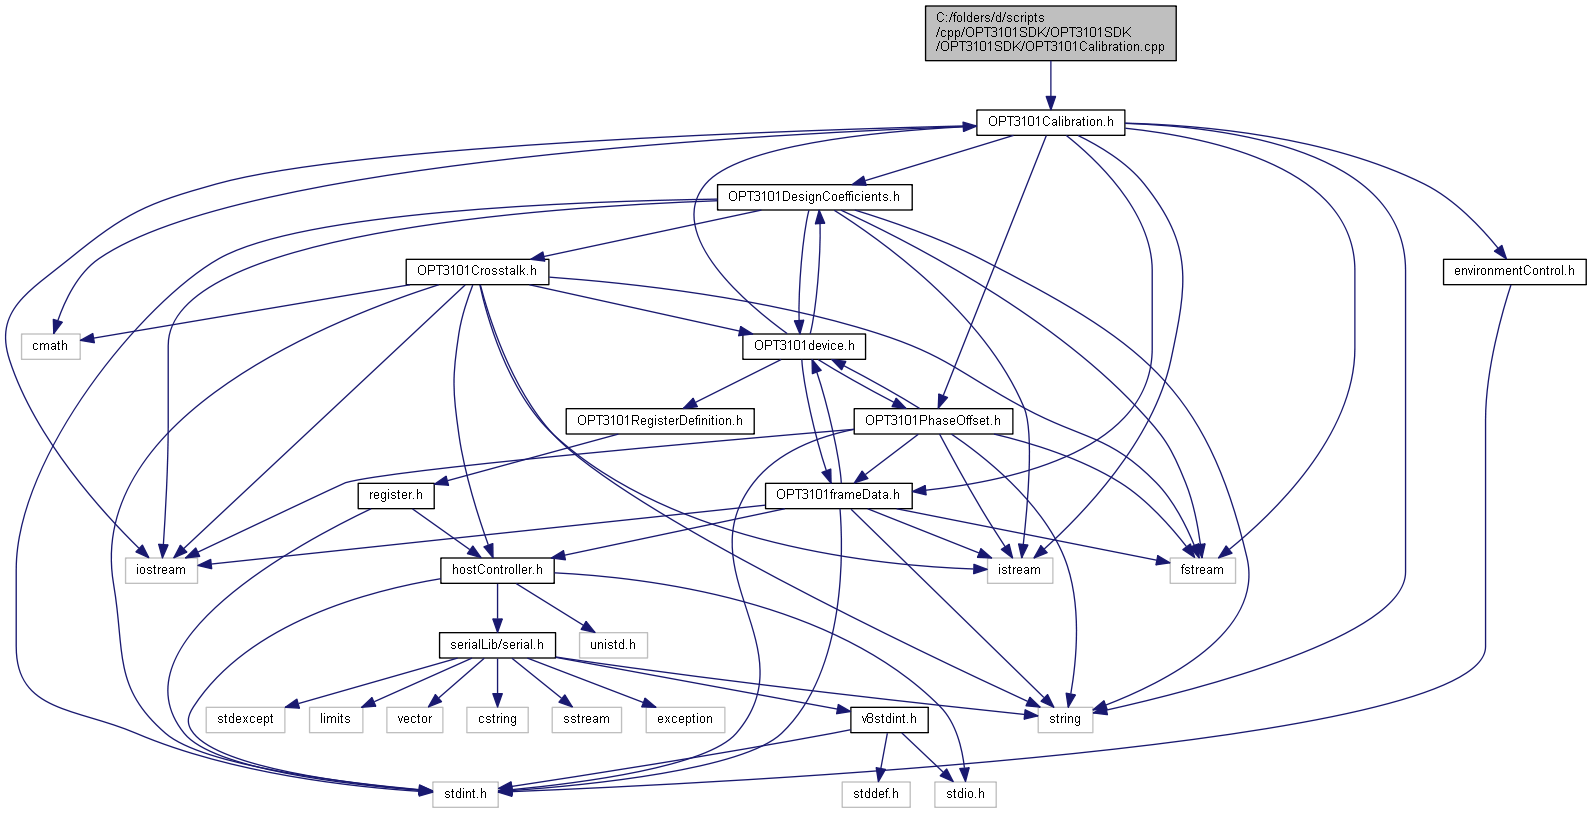 C:/folders/d/scripts
/cpp/OPT3101SDK/OPT3101SDK
/OPT3101SDK/OPT3101Calibration.cpp
OPT3101Calibration.h
OPT3101DesignCoefficients.h
OPT3101Crosstalk.h
environmentControl.h
cmath
OPT3101device.h
OPT3101RegisterDefinition.h
OPT3101PhaseOffset.h
register.h
OPT3101frameData.h
iostream
hostController.h
istream
fstream
serialLib/serial.h
unistd.h
stdexcept
limits
vector
cstring
sstream
exception
v8stdint.h
string
stdint.h
stddef.h
stdio.h